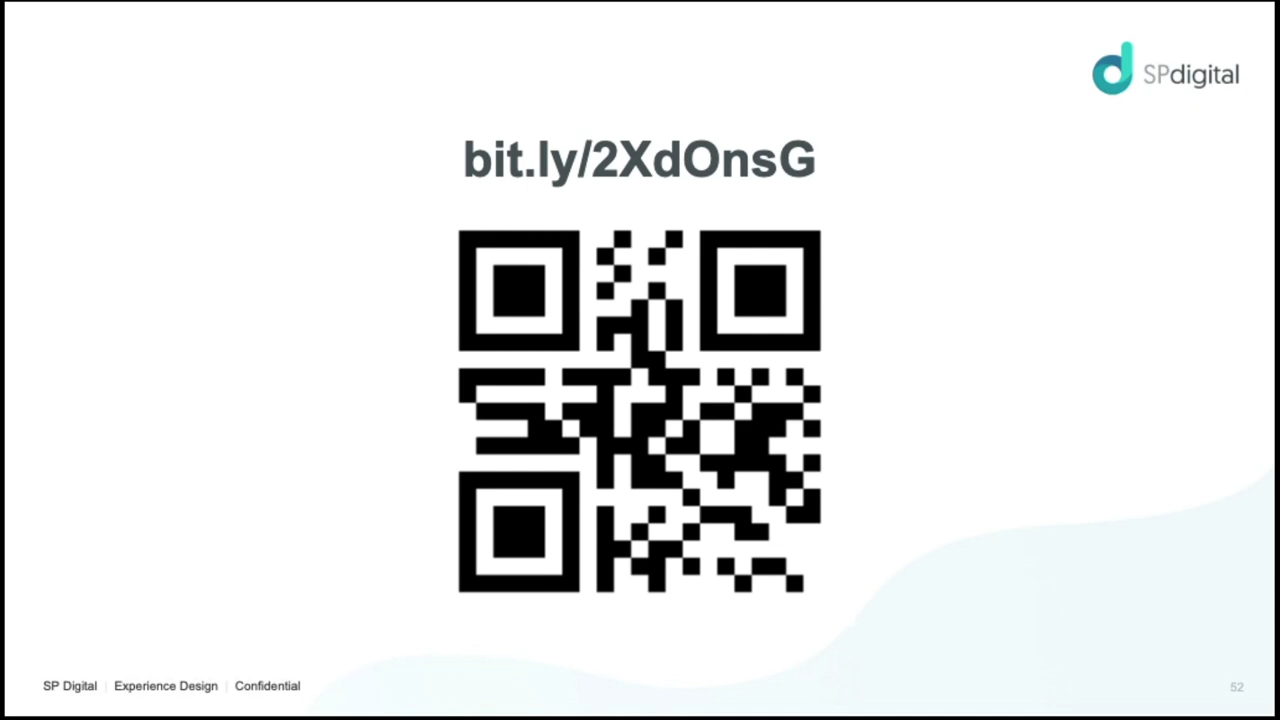 SPdigital
bit.ly/2XdOnsG
SP Digital | Experience Design | Confidential
52